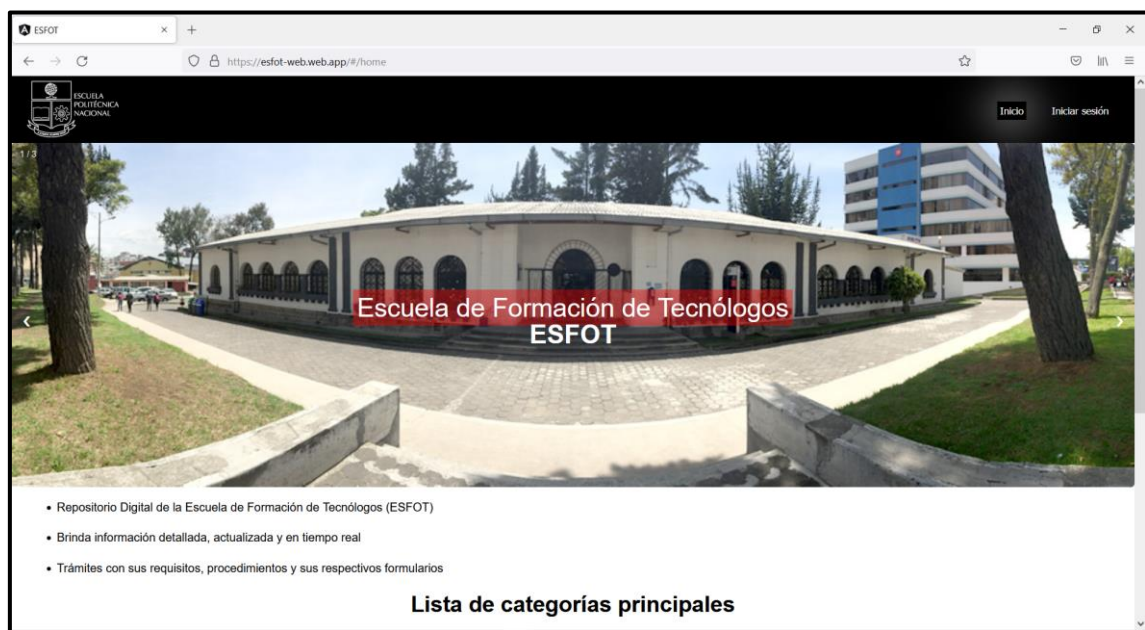 ESFOT
https://esfot-web.web.app/#/home
ESCUELA
POLITÉCNICA
NACIONAL
Inicio
Iniciar sesión
1 / 3
Escuela de Formación de Tecnólogos
ESFOT
• Repositorio Digital de la Escuela de Formación de Tecnólogos (ESFOT)
• Brinda información detallada, actualizada y en tiempo real
• Trámites con sus requisitos, procedimientos y sus respectivos formularios
Lista de categorías principales